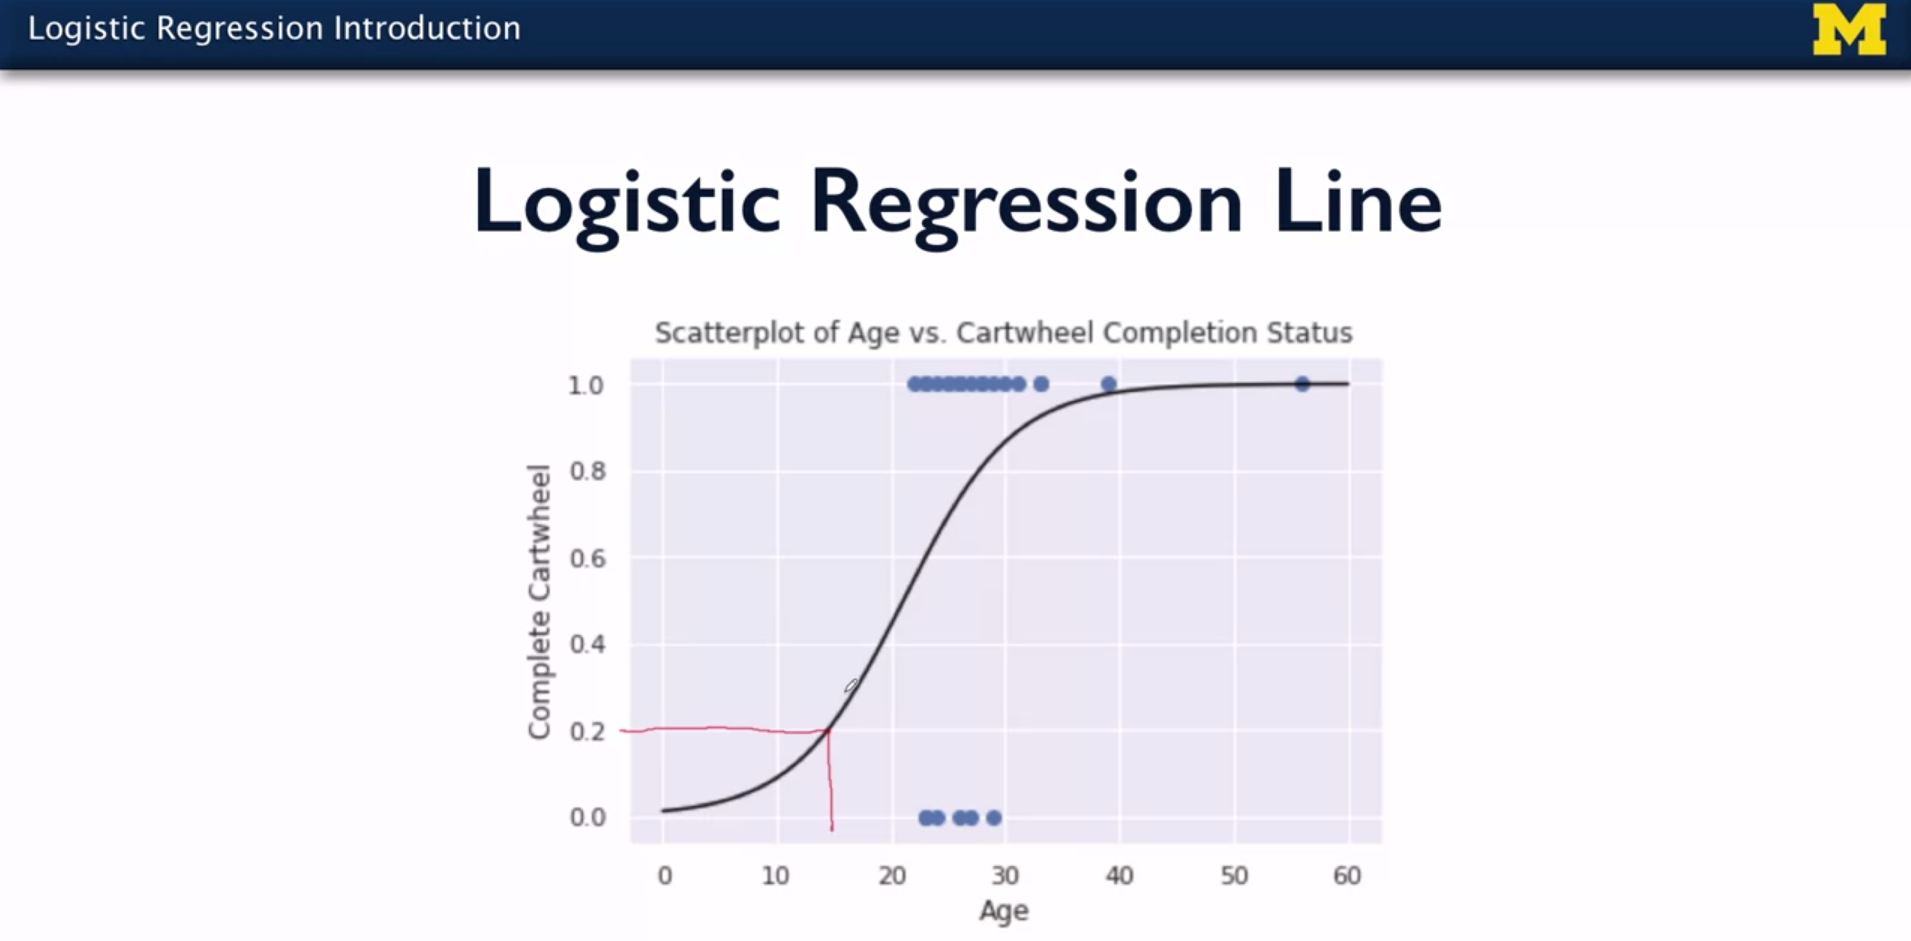 Logistic Regression Introduction
M
Logistic Regression Line
Scatterplot of Age vs. Cartwheel Completion Status
Complete Cartwheel
1.0
0.8
0.6
0.4
0.2
0.0
0 10 20 30 40 50 60
Age